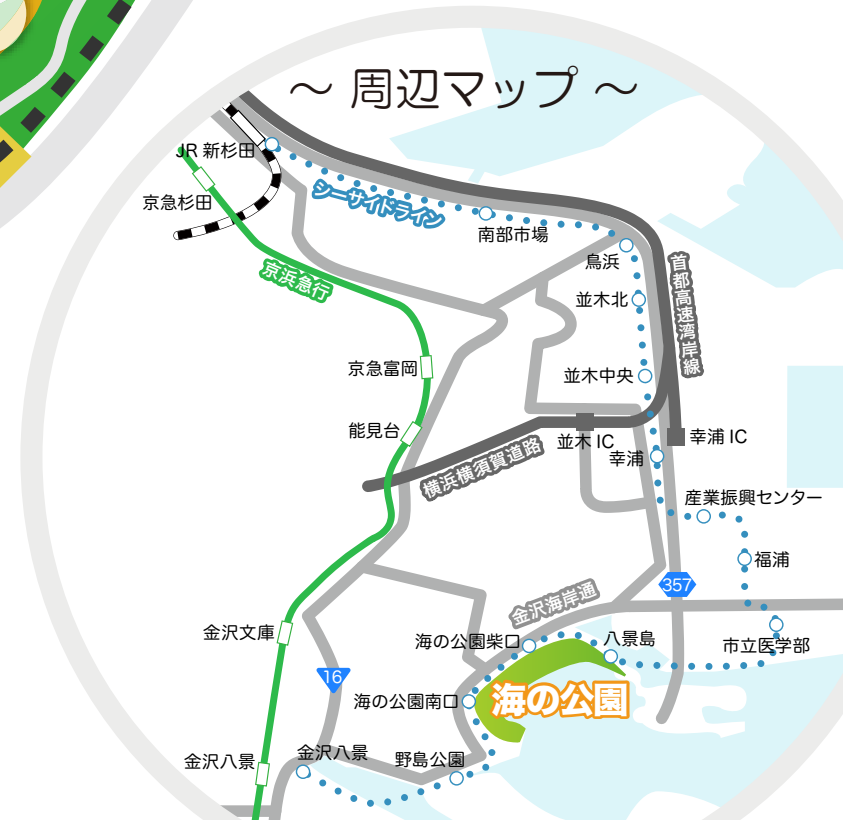 ～ 周辺マップ ～
JR 新杉田
京急杉田
シーサイドライン
南部市場
鳥浜
京浜急行
首都高速湾岸線
並木北
京急富岡
並木中央
能見台
並木 IC
幸浦 IC
幸浦
横浜横須賀道路
産業振興センター
福浦
357
金沢海岸通
金沢文庫
海の公園柴口
八景島
市立医学部
16
海の公園南口
海の公園
金沢八景
金沢八景
野島公園